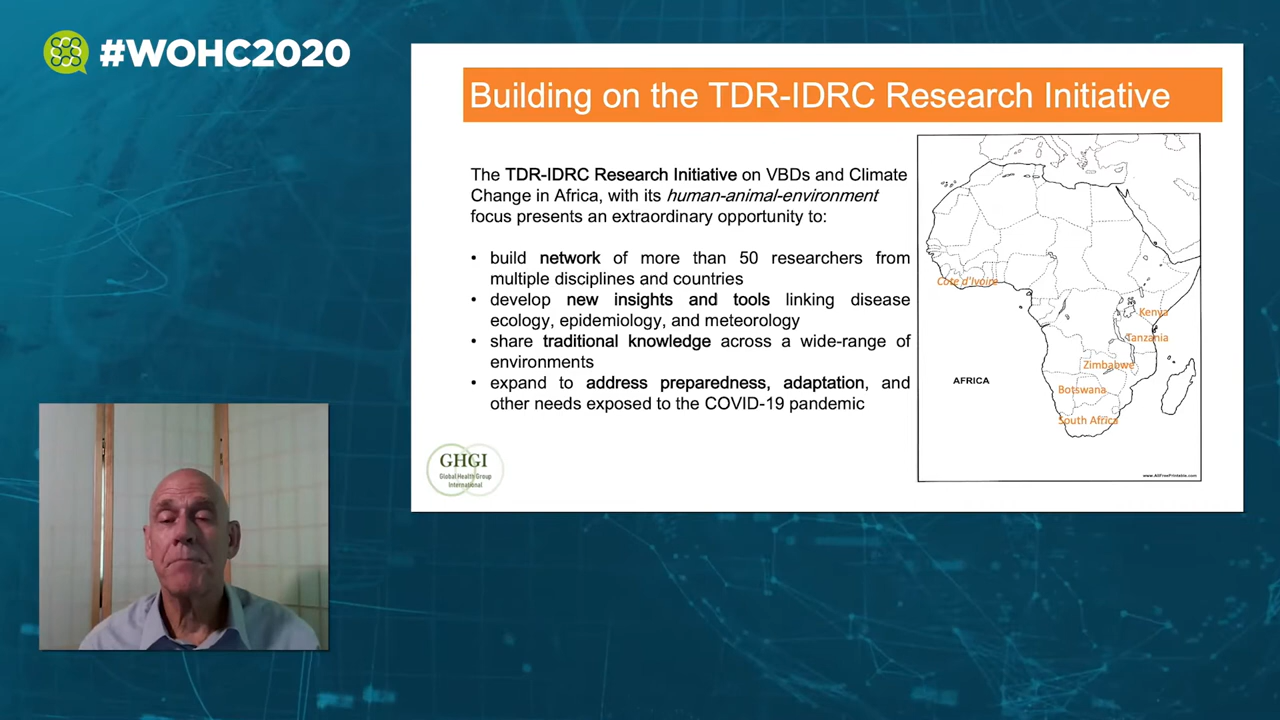 #WOHC2020
Building on the TDR-IDRC Research Initiative
The TDR-IDRC Research Initiative on VBDs and Climate
Change in Africa, with its human-animal-environment
focus presents an extraordinary opportunity to:
• build network of more than 50 researchers from
multiple disciplines and countries
• develop new insights and tools linking disease
ecology, epidemiology, and meteorology
• share traditional knowledge across a wide-range of
environments
• expand to address preparedness, adaptation, and
other needs exposed to the COVID-19 pandemic
Cote d'Ivoire
Kenya
Tanzania
Zimbabwe
Botswana
South Africa
AFRICA
www.AllFreePrintable.com
GHGI
Global Health Group
International